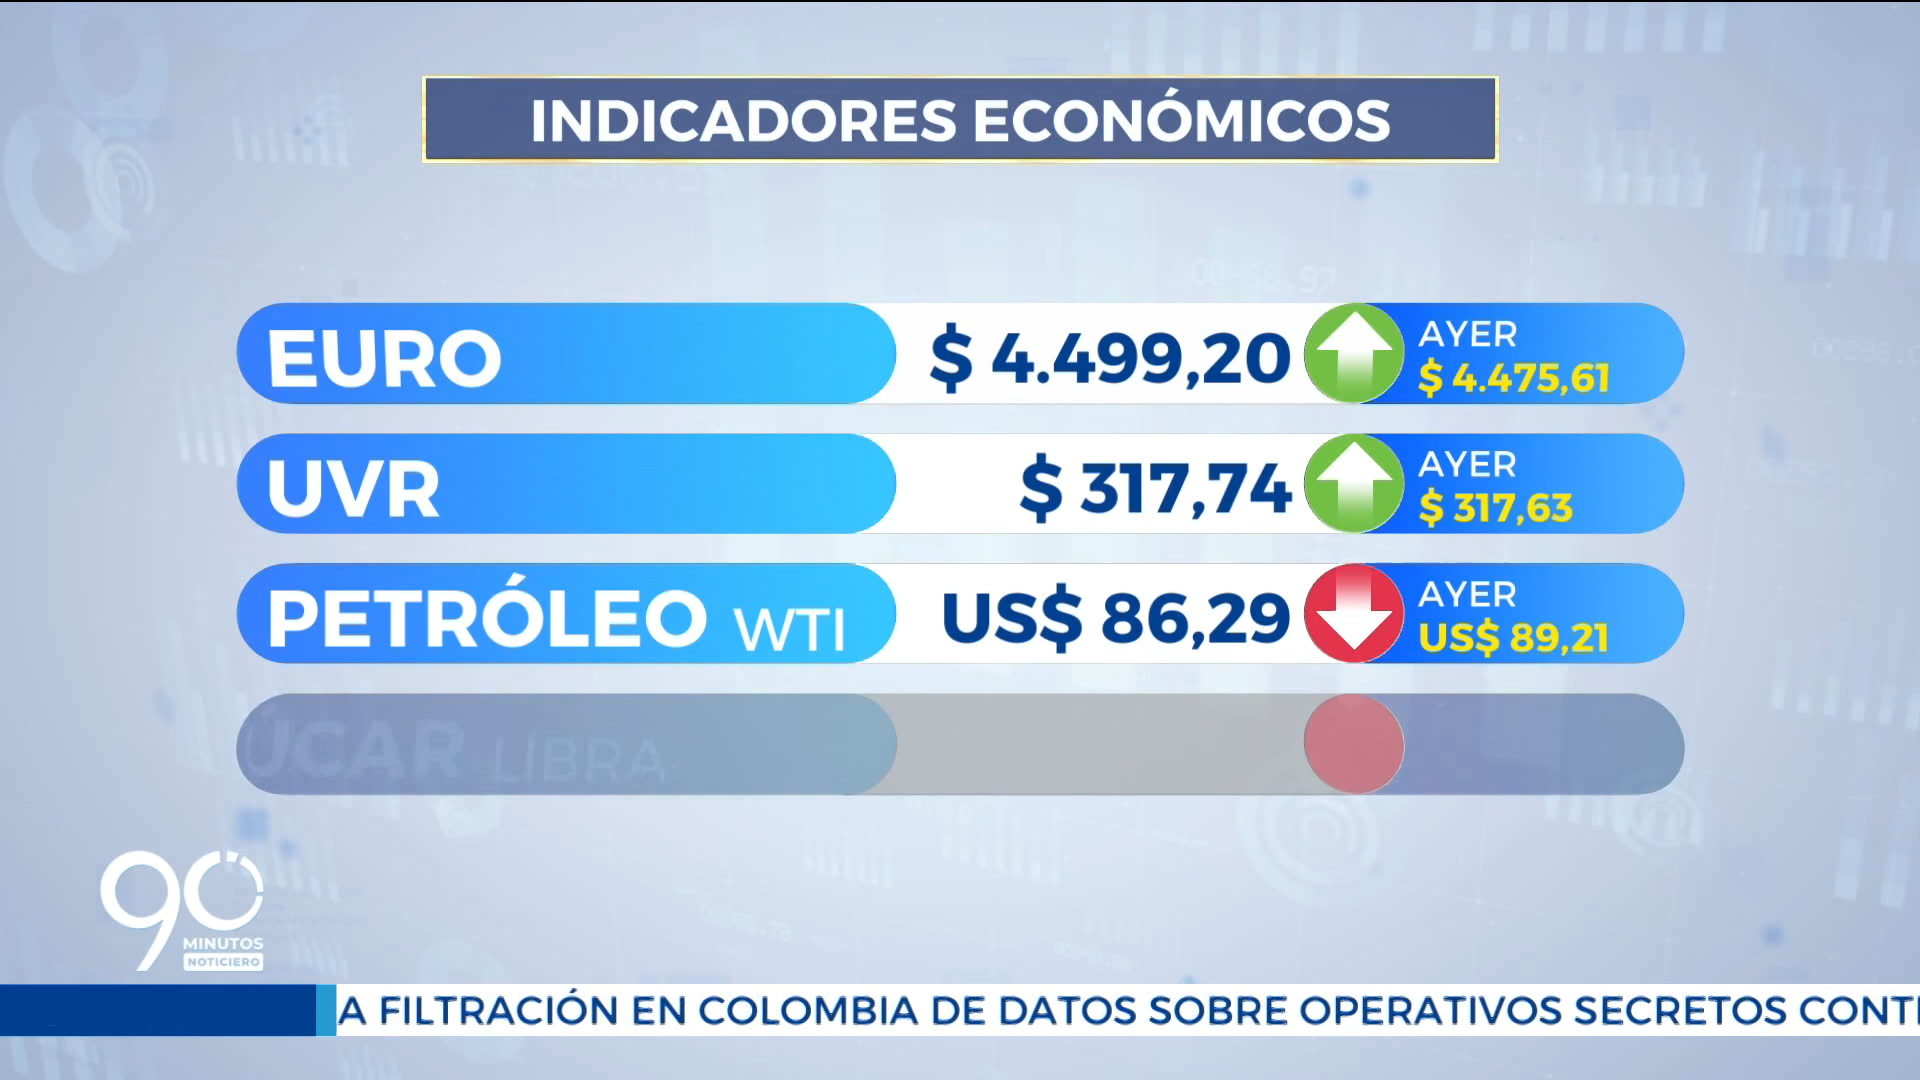 INDICADORES ECONÓMICOS
EURO $ 4.499,20 AYER
$ 4.475,61
UVR $ 317,74 AYER
$ 317,63
PETRÓLEO WTI US$ 86,29 AYER
US$ 89,21
ÚCAR LIBRA
90
MINUTOS
NOTICIERO
A FILTRACIÓN EN COLOMBIA DE DATOS SOBRE OPERATIVOS SECRETOS CONT